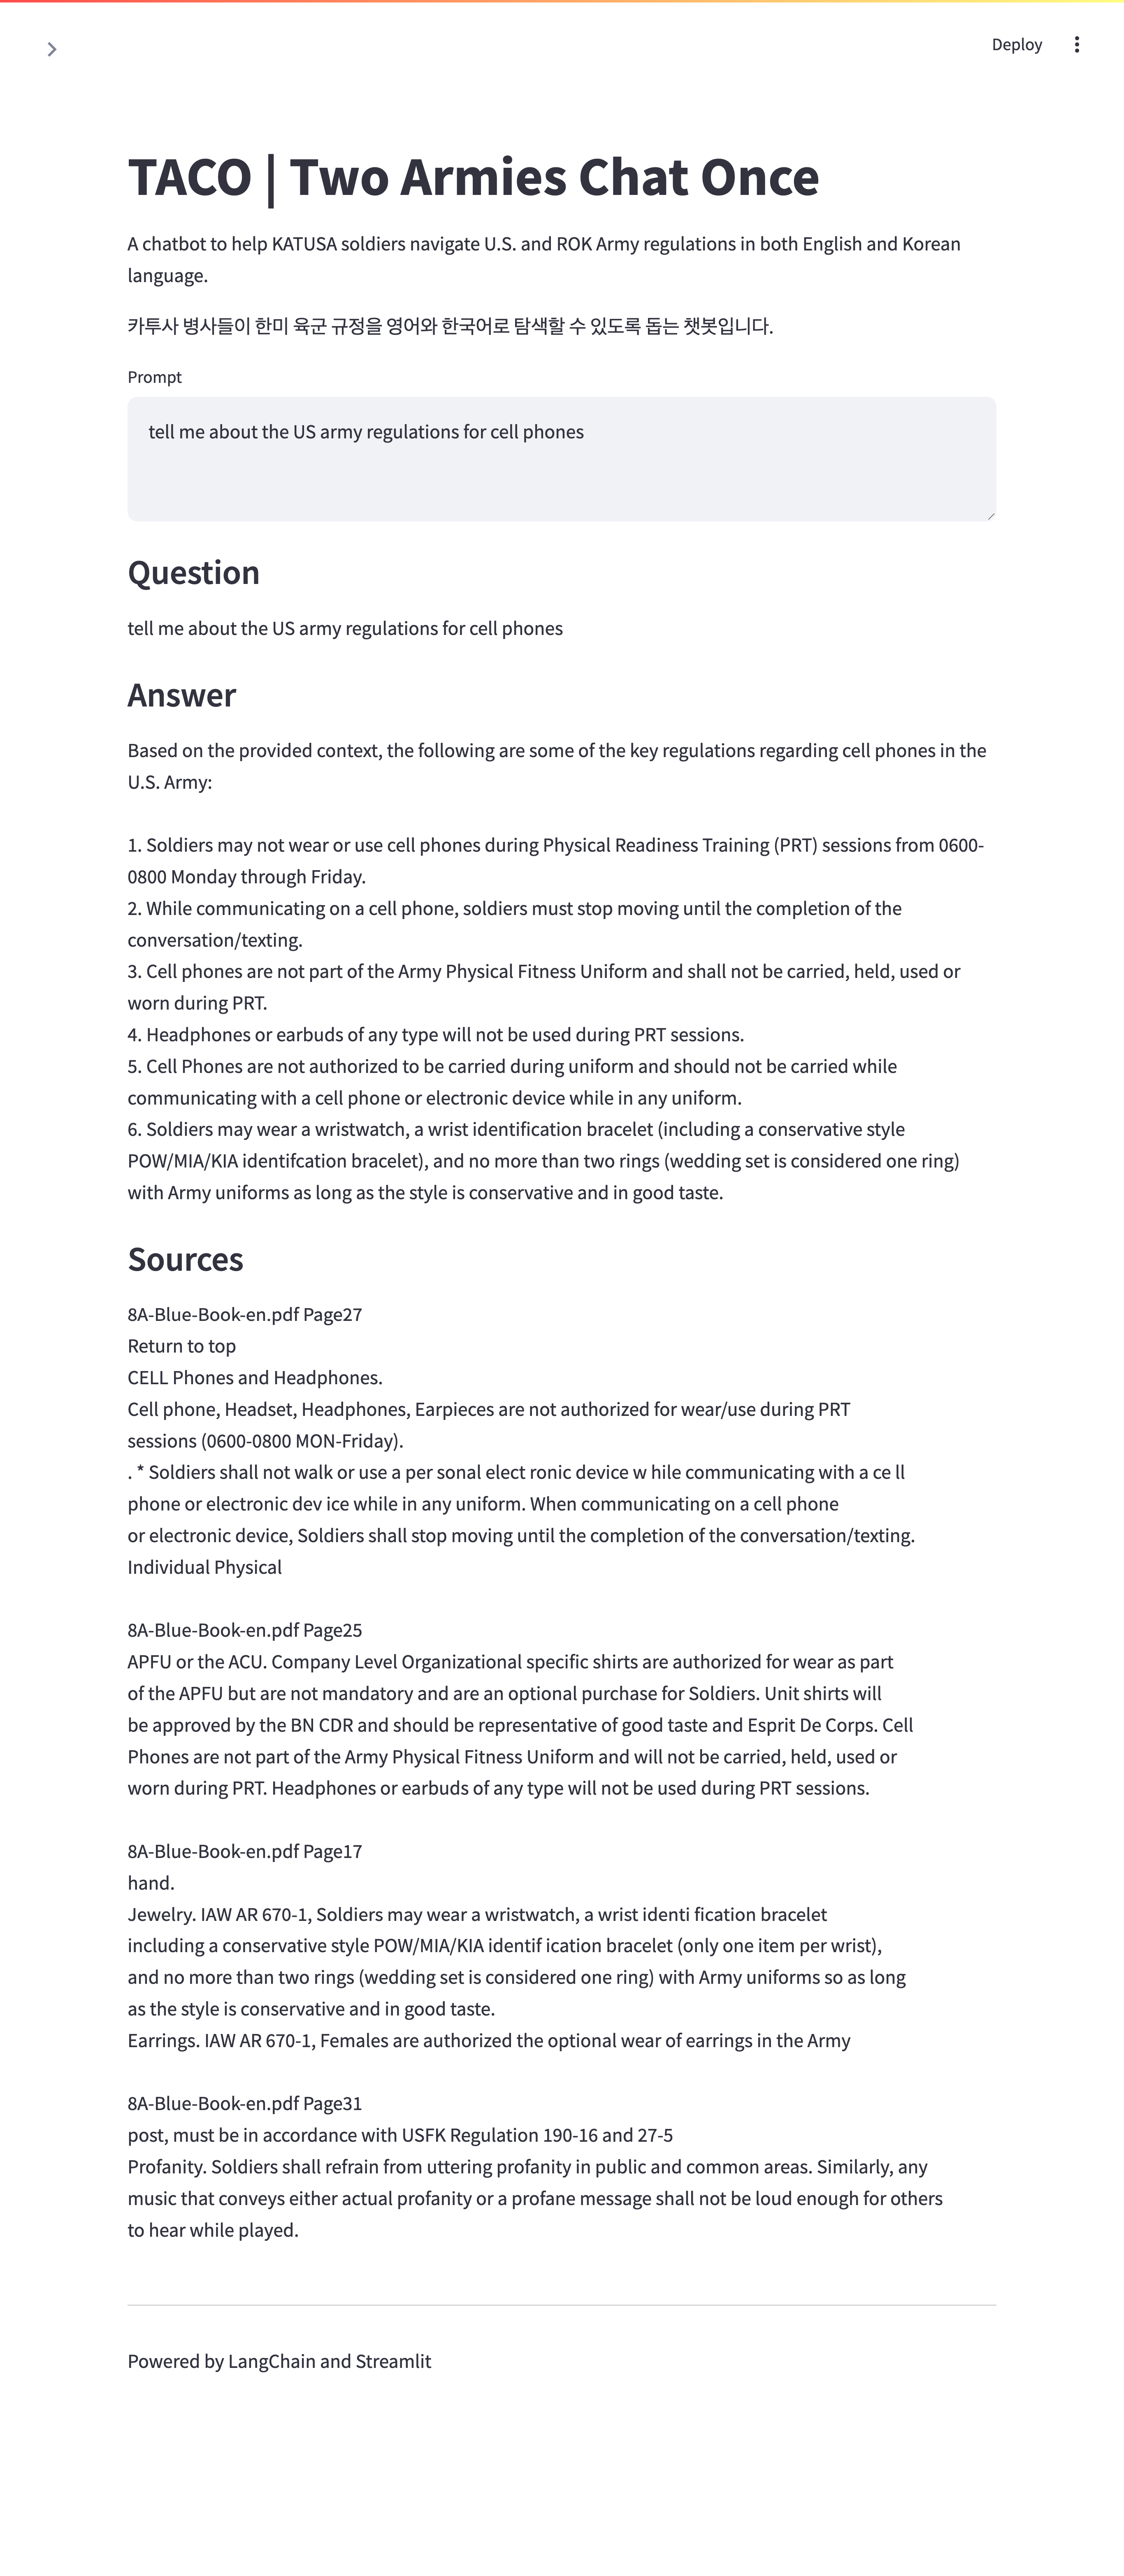 Deploy
TACO | Two Armies Chat Once
A chatbot to help KATUSA soldiers navigate U.S. and ROK Army regulations in both English and Korean
language.
카투사 병사들이 한미 육군 규정을 영어와 한국어로 탐색할 수 있도록 돕는 챗봇입니다.
Prompt
tell me about the US army regulations for cell phones
Question
tell me about the US army regulations for cell phones
Answer
Based on the provided context, the following are some of the key regulations regarding cell phones in the
U.S. Army:
1. Soldiers may not wear or use cell phones during Physical Readiness Training (PRT) sessions from 0600-
0800 Monday through Friday.
2. While communicating on a cell phone, soldiers must stop moving until the completion of the
conversation/texting.
3. Cell phones are not part of the Army Physical Fitness Uniform and shall not be carried, held, used or
worn during PRT.
4. Headphones or earbuds of any type will not be used during PRT sessions.
5. Cell Phones are not authorized to be carried during uniform and should not be carried while
communicating with a cell phone or electronic device while in any uniform.
6. Soldiers may wear a wristwatch, a wrist identification bracelet (including a conservative style
POW/MIA/KIA identifcation bracelet), and no more than two rings (wedding set is considered one ring)
with Army uniforms as long as the style is conservative and in good taste.
Sources
8A-Blue-Book-en.pdf Page27
Return to top
CELL Phones and Headphones.
Cell phone, Headset, Headphones, Earpieces are not authorized for wear/use during PRT
sessions (0600-0800 MON-Friday).
. * Soldiers shall not walk or use a per sonal elect ronic device w hile communicating with a ce ll
phone or electronic dev ice while in any uniform. When communicating on a cell phone
or electronic device, Soldiers shall stop moving until the completion of the conversation/texting.
Individual Physical
8A-Blue-Book-en.pdf Page25
APFU or the ACU. Company Level Organizational specific shirts are authorized for wear as part
of the APFU but are not mandatory and are an optional purchase for Soldiers. Unit shirts will
be approved by the BN CDR and should be representative of good taste and Esprit De Corps. Cell
Phones are not part of the Army Physical Fitness Uniform and will not be carried, held, used or
worn during PRT. Headphones or earbuds of any type will not be used during PRT sessions.
8A-Blue-Book-en.pdf Page17
hand.
Jewelry. IAW AR 670-1, Soldiers may wear a wristwatch, a wrist identi fication bracelet
including a conservative style POW/MIA/KIA identif ication bracelet (only one item per wrist),
and no more than two rings (wedding set is considered one ring) with Army uniforms so as long
as the style is conservative and in good taste.
Earrings. IAW AR 670-1, Females are authorized the optional wear of earrings in the Army
8A-Blue-Book-en.pdf Page31
post, must be in accordance with USFK Regulation 190-16 and 27-5
Profanity. Soldiers shall refrain from uttering profanity in public and common areas. Similarly, any
music that conveys either actual profanity or a profane message shall not be loud enough for others
to hear while played.
Powered by LangChain and Streamlit